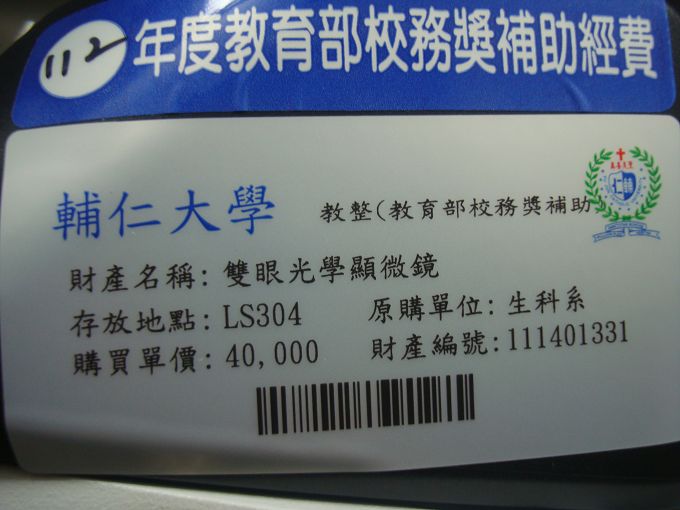 112年度教育部校務獎補助經費
輔仁大學 教整(教育部校務獎補助
財產名稱: 雙眼光學顯微鏡
存放地點: LS304 原購單位: 生科系
購買單價: 40,000 財產編號:111401331